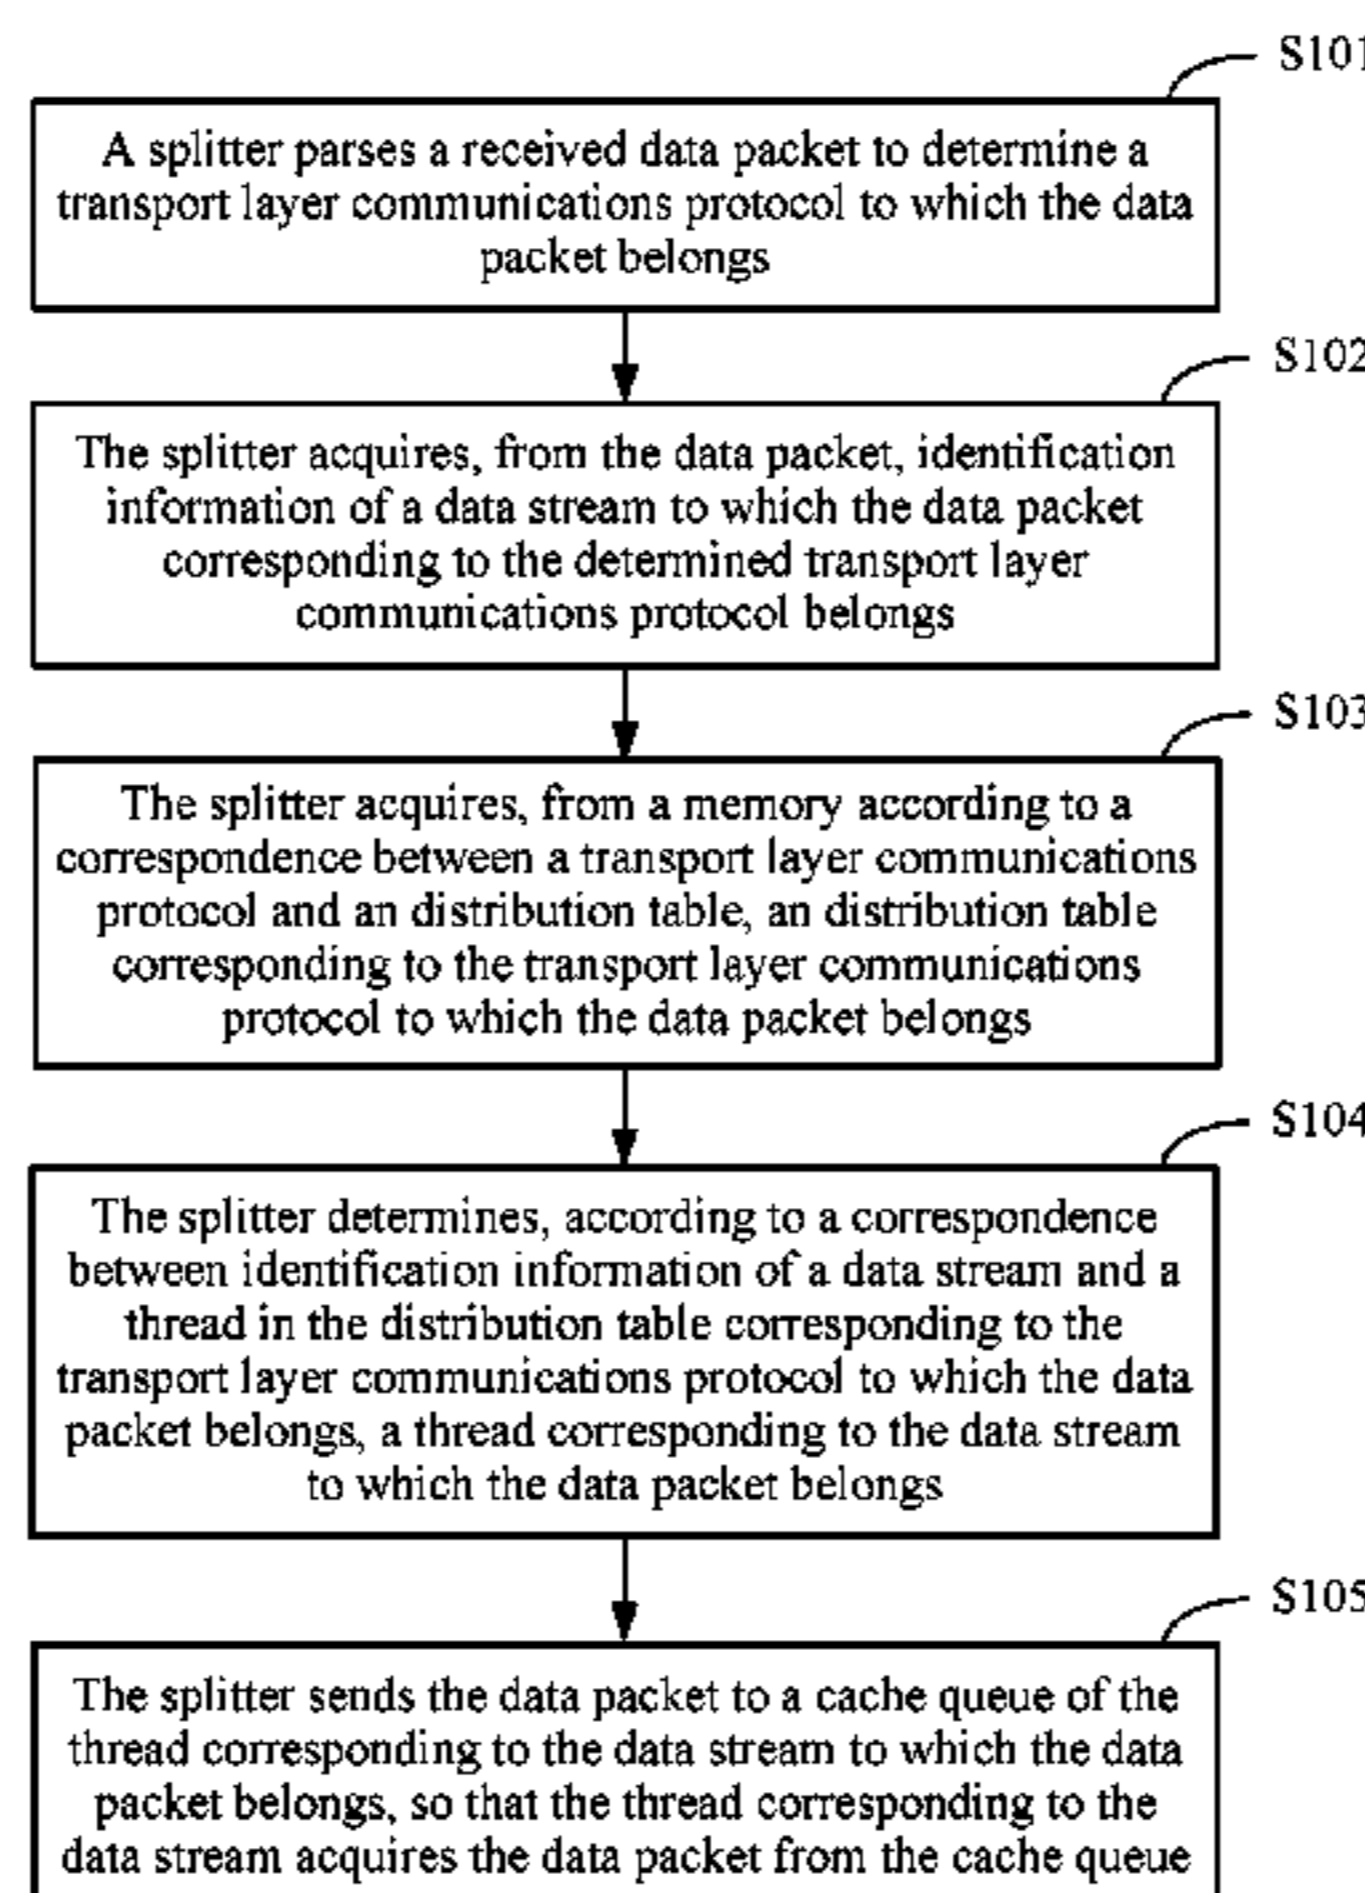 S101
A splitter parses a received data packet to determine a
transport layer communications protocol to which the data
packet belongs
S102
The splitter acquires, from the data packet, identification
information of a data stream to which the data packet
corresponding to the determined transport layer
communications protocol belongs
S103
The splitter acquires, from a memory according to a
correspondence between a transport layer communications
protocol and an distribution table, an distribution table
corresponding to the transport layer communications
protocol to which the data packet belongs
S104
The splitter determines, according to a correspondence
between identification information of a data stream and a
thread in the distribution table corresponding to the
transport layer communications protocol to which the data
packet belongs, a thread corresponding to the data stream
to which the data packet belongs
S105
The splitter sends the data packet to a cache queue of the
thread corresponding to the data stream to which the data
packet belongs, so that the thread corresponding to the
data stream acquires the data packet from the cache queue